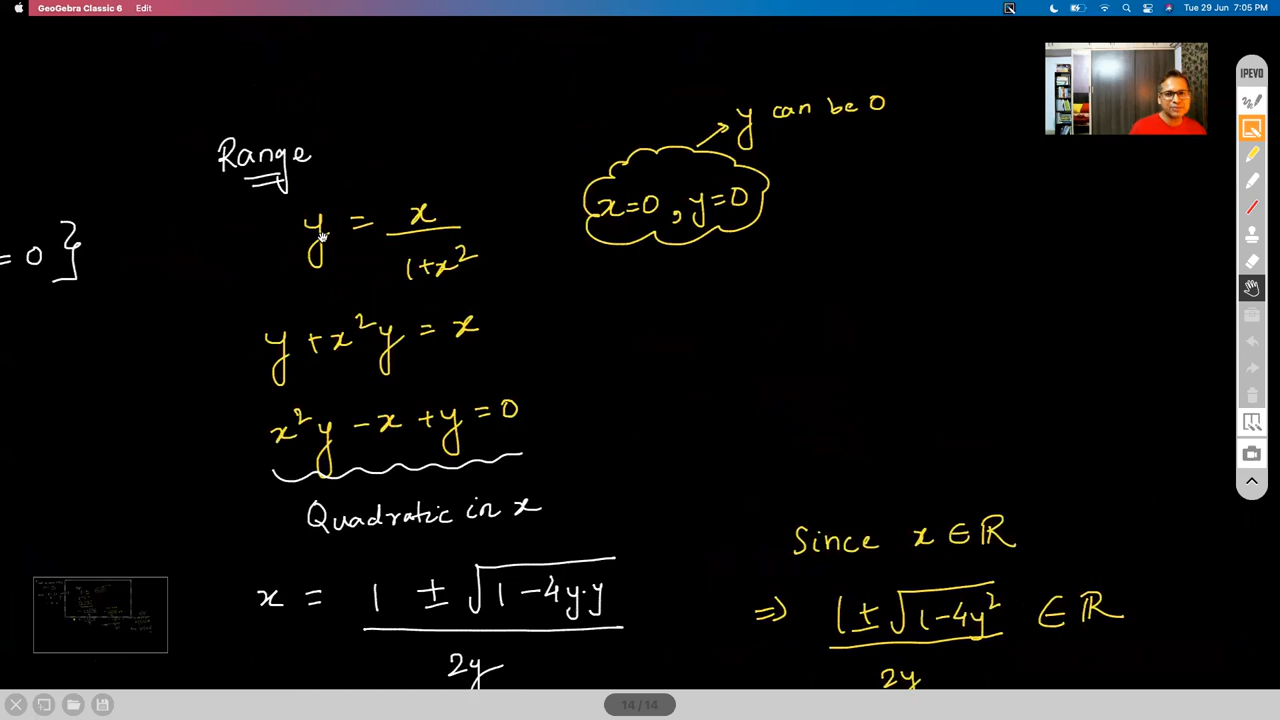 GeoGebra Classic 6 Edit
Tue 29 Jun 7:05 PM
IPEVO
y can be 0
x=0 , y=0
Range
y = x / 1+x²
= 0 }
y + x²y = x
x²y - x + y = 0
Quadratic in x
x = 1 ± √1-4y·y / 2y
Since x ∈ ℝ
⇒ 1 ± √1-4y² / 2y ∈ ℝ
14 / 14